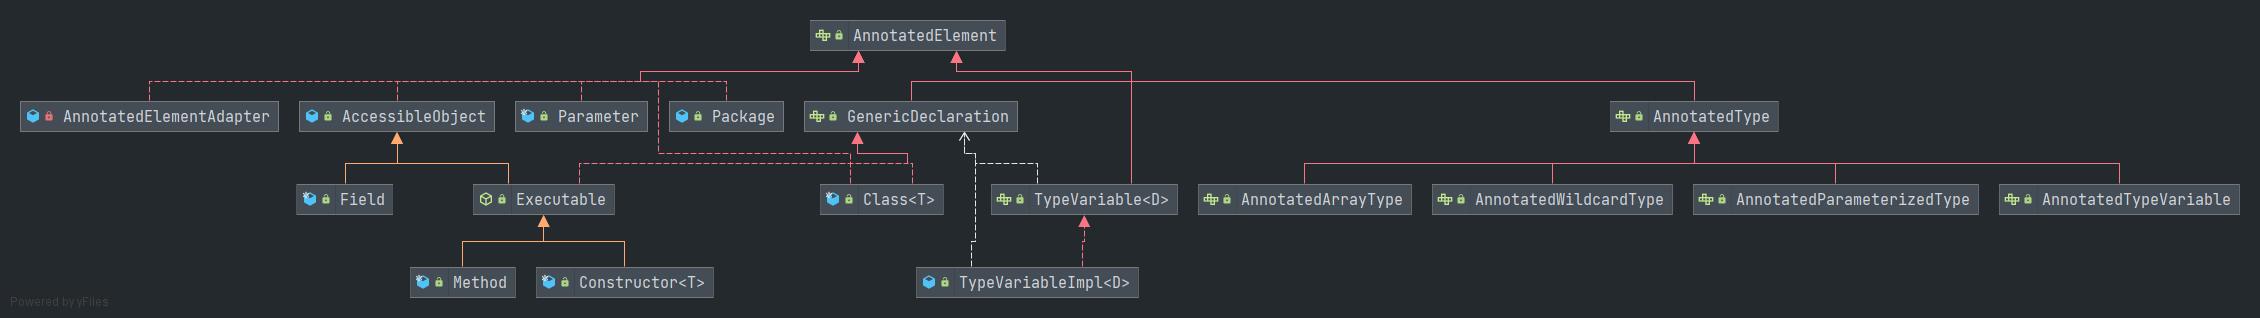 AnnotatedElement
AnnotatedElementAdapter
AccessibleObject
Parameter
Package
GenericDeclaration
AnnotatedType
Field
Executable
Class<T>
TypeVariable<D>
AnnotatedArrayType
AnnotatedWildcardType
AnnotatedParameterizedType
AnnotatedTypeVariable
Method
Constructor<T>
TypeVariableImpl<D>
Powered by yFiles